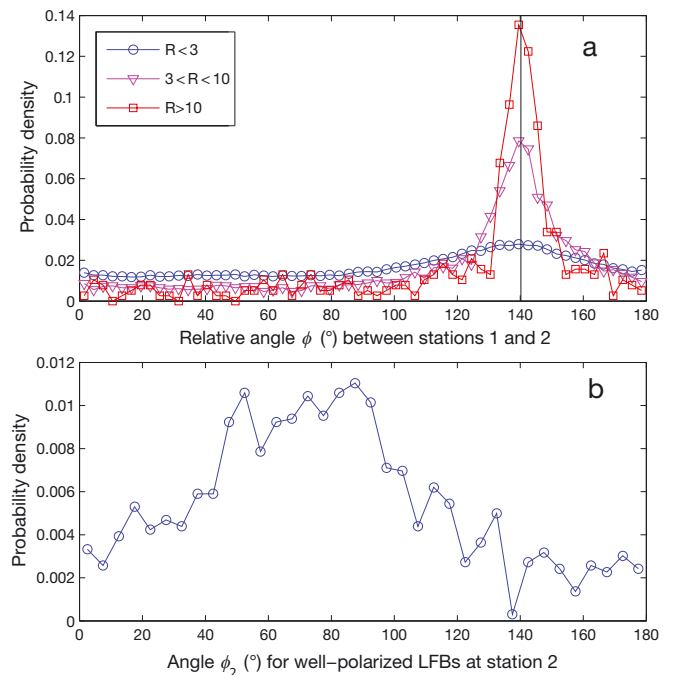 0.14
0.12
0.1
0.08
0.06
0.04
0.02
0
Probability density
R<3
3<R<10
R>10
a
0 20 40 60 80 100 120 140 160 180
Relative angle ϕ (°) between stations 1 and 2
0.012
0.01
0.008
0.006
0.004
0.002
0
Probability density
b
0 20 40 60 80 100 120 140 160 180
Angle ϕ₂ (°) for well-polarized LFBs at station 2